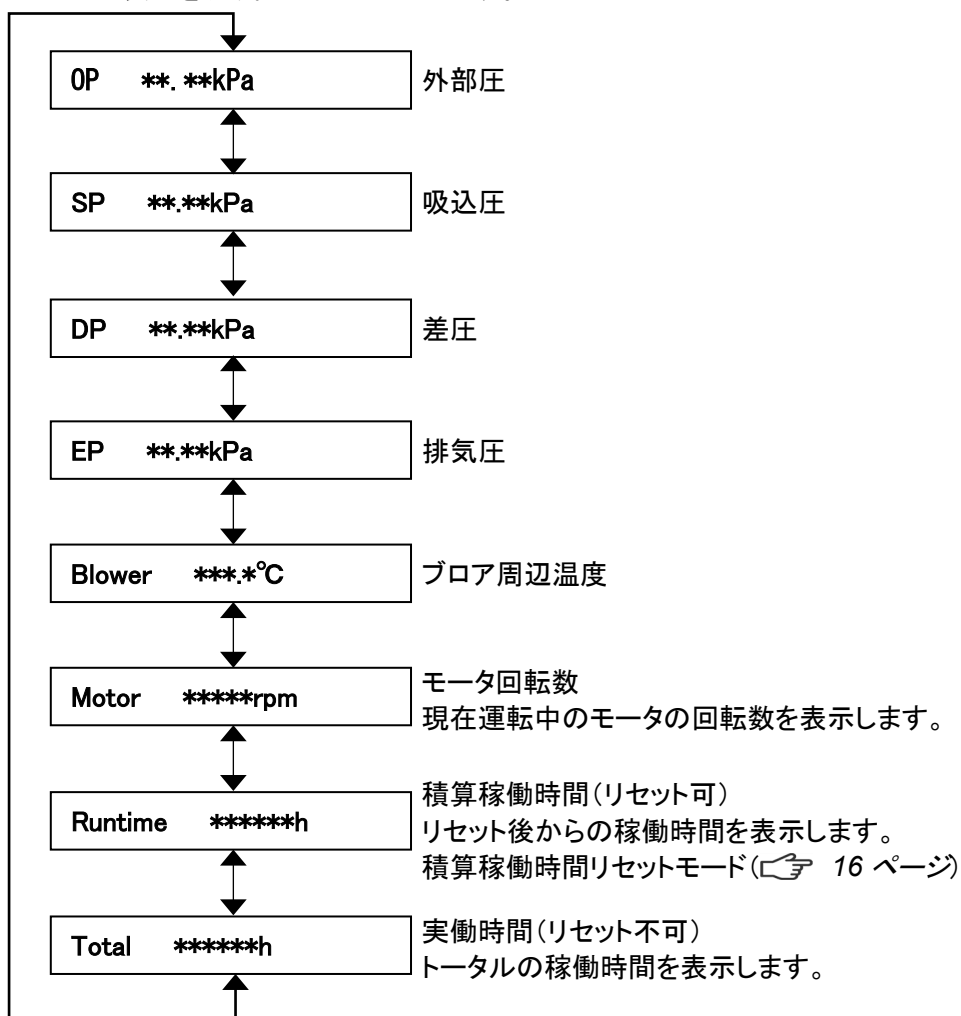 OP **.**kPa
外部圧
SP **.**kPa
吸込圧
DP **.**kPa
差圧
EP **.**kPa
排気圧
Blower ***.*℃
ブロア周辺温度
Motor *****rpm
モータ回転数
現在運転中のモータの回転数を表示します。
Runtime ******h
積算稼働時間(リセット可)
リセット後からの稼働時間を表示します。
積算稼働時間リセットモード(☞ 16 ページ)
Total ******h
実働時間(リセット不可)
トータルの稼働時間を表示します。